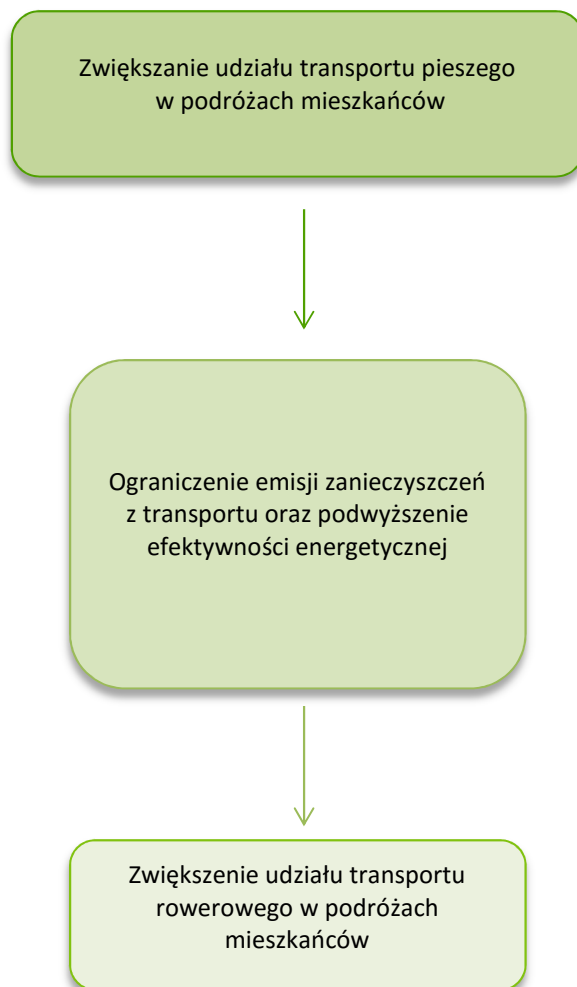 Zwiększanie udziału transportu pieszego
w podróżach mieszkańców
Ograniczenie emisji zanieczyszczeń
z transportu oraz podwyższenie
efektywności energetycznej
Zwiększenie udziału transportu
rowerowego w podróżach
mieszkańców